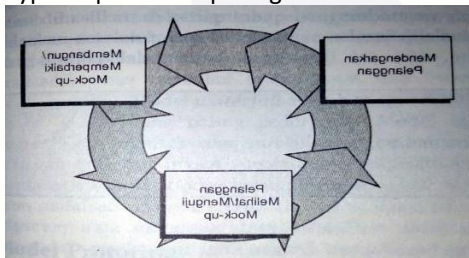 Membangun/
Memperbaiki
Mock-up
Mendengarkan
Pelanggan
Pelanggan
Melihat/Menguji
Mock-up